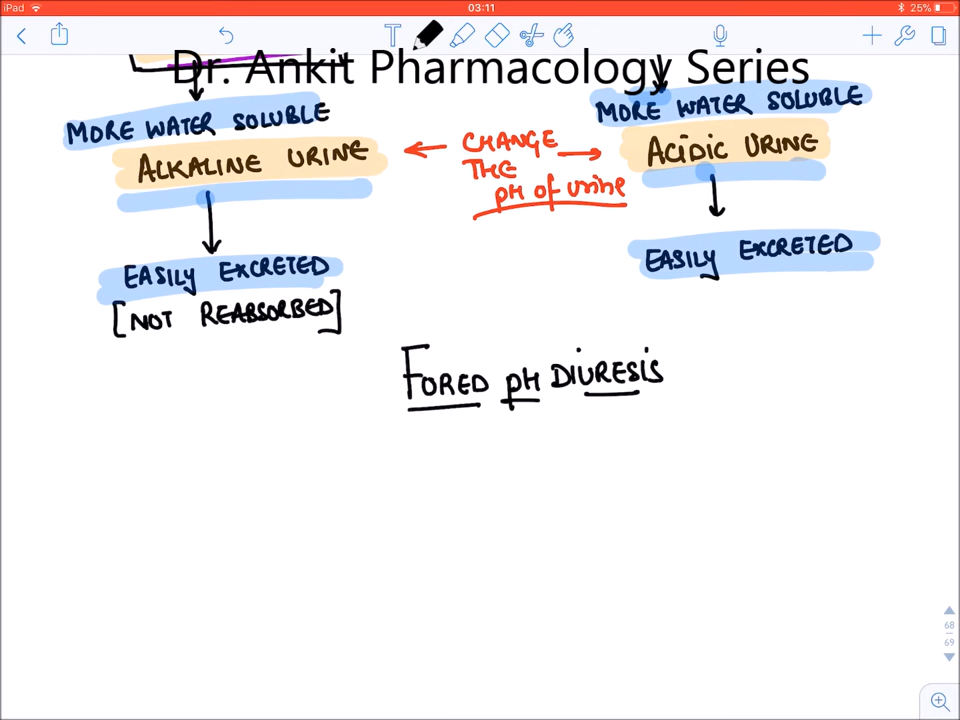 iPad
03:11
25%
T
Dr. Ankit Pharmacology Series
MORE WATER SOLUBLE
ALKALINE URINE
EASILY EXCRETED
[NOT REABSORBED]
CHANGE
THE
pH of urine
MORE WATER SOLUBLE
ACIDIC URINE
EASILY EXCRETED
FORED pH DIURESIS
68
69